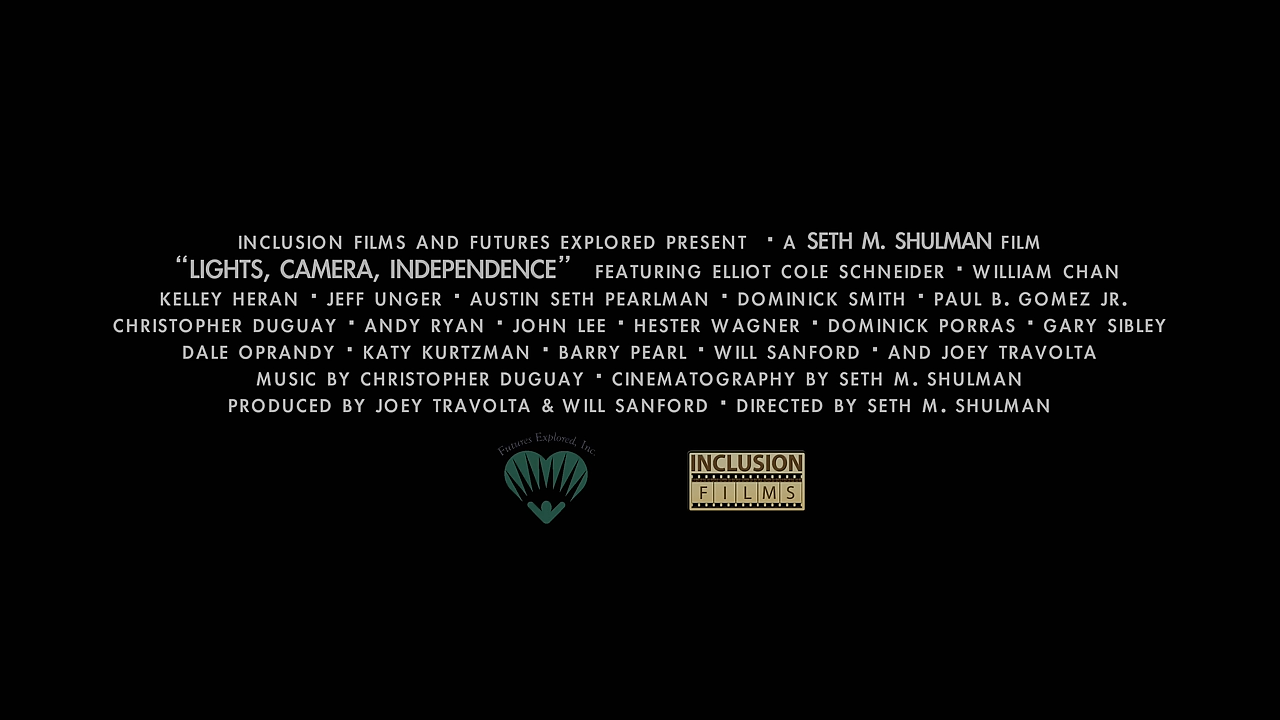 INCLUSION FILMS AND FUTURES EXPLORED PRESENT ▪ A SETH M. SHULMAN FILM
“LIGHTS, CAMERA, INDEPENDENCE” FEATURING ELLIOT COLE SCHNEIDER ▪ WILLIAM CHAN
KELLEY HERAN ▪ JEFF UNGER ▪ AUSTIN SETH PEARLMAN ▪ DOMINICK SMITH ▪ PAUL B. GOMEZ JR.
CHRISTOPHER DUGUAY ▪ ANDY RYAN ▪ JOHN LEE ▪ HESTER WAGNER ▪ DOMINICK PORRAS ▪ GARY SIBLEY
DALE OPRANDY ▪ KATY KURTZMAN ▪ BARRY PEARL ▪ WILL SANFORD ▪ AND JOEY TRAVOLTA
MUSIC BY CHRISTOPHER DUGUAY ▪ CINEMATOGRAPHY BY SETH M. SHULMAN
PRODUCED BY JOEY TRAVOLTA & WILL SANFORD ▪ DIRECTED BY SETH M. SHULMAN
Futures Explored, Inc.
INCLUSION
FILMS